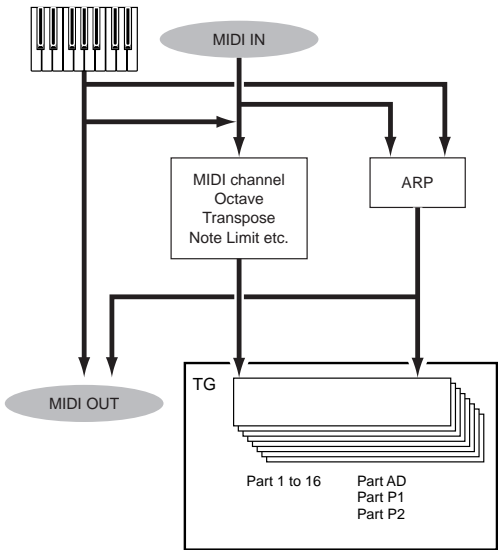 MIDI IN
MIDI channel
Octave
Transpose
Note Limit etc.
ARP
MIDI OUT
TG
Part 1 to 16
Part AD
Part P1
Part P2